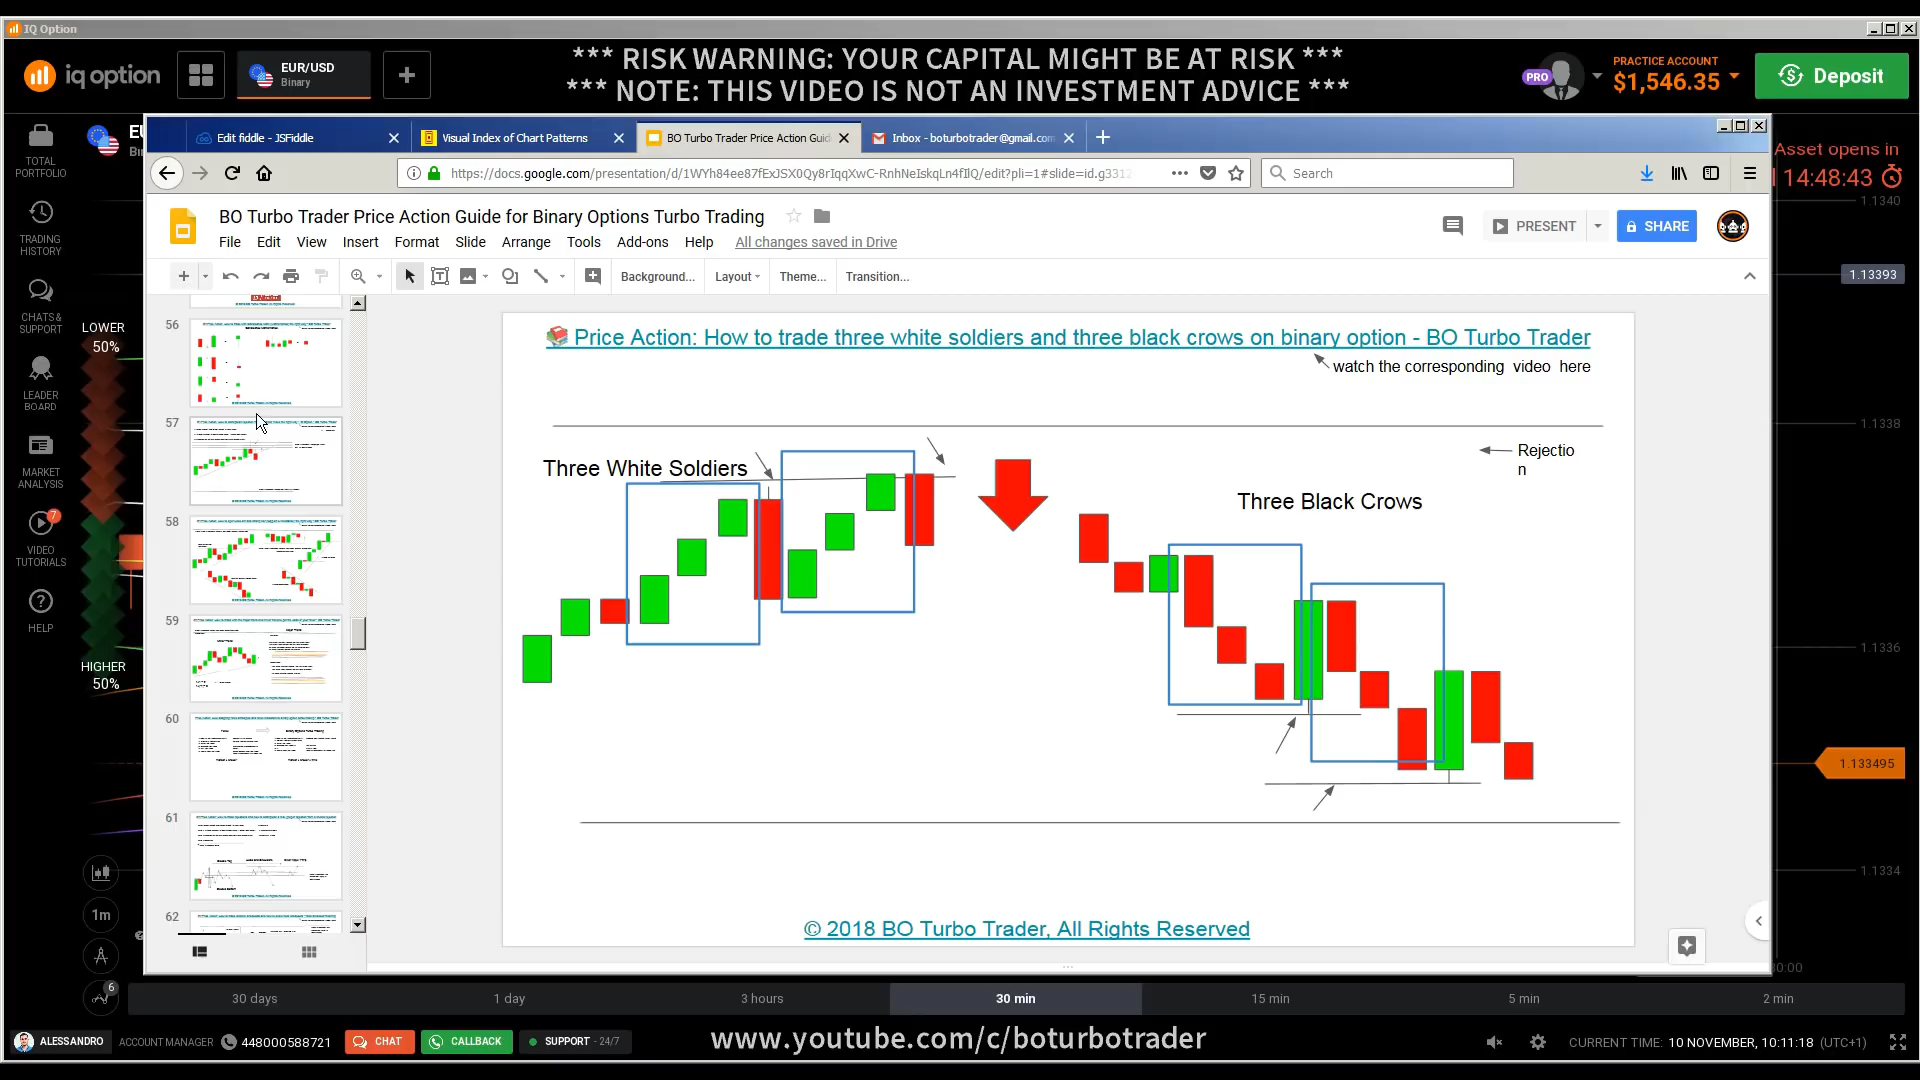 IQ Option
iq option
EUR/USD
Binary
*** RISK WARNING: YOUR CAPITAL MIGHT BE AT RISK ***
*** NOTE: THIS VIDEO IS NOT AN INVESTMENT ADVICE ***
PRO
PRACTICE ACCOUNT
$1,546.35
Deposit
TOTAL
PORTFOLIO
TRADING
HISTORY
CHATS &
SUPPORT
LEADER
BOARD
MARKET
ANALYSIS
7
VIDEO
TUTORIALS
HELP
LOWER
50%
HIGHER
50%
1m
6
Edit fiddle - JSFiddle
Visual Index of Chart Patterns
BO Turbo Trader Price Action Guid
Inbox - boturbotrader@gmail.com
Search
BO Turbo Trader Price Action Guide for Binary Options Turbo Trading
File Edit View Insert Format Slide Arrange Tools Add-ons Help All changes saved in Drive
PRESENT
SHARE
Background... Layout Theme... Transition...
56
57
58
59
60
61
62
Price Action: How to trade three white soldiers and three black crows on binary option - BO Turbo Trader
watch the corresponding video here
Rejectio
n
Three White Soldiers
Three Black Crows
© 2018 BO Turbo Trader, All Rights Reserved
Asset opens in
14:48:43
1.1340
1.13393
1.1338
1.1336
1.133495
1.1334
30 days 1 day 3 hours 30 min 15 min 5 min 2 min
ALESSANDRO ACCOUNT MANAGER 448000588721 CHAT CALLBACK SUPPORT - 24/7
www.youtube.com/c/boturbotrader
CURRENT TIME: 10 NOVEMBER, 10:11:18 (UTC+1)